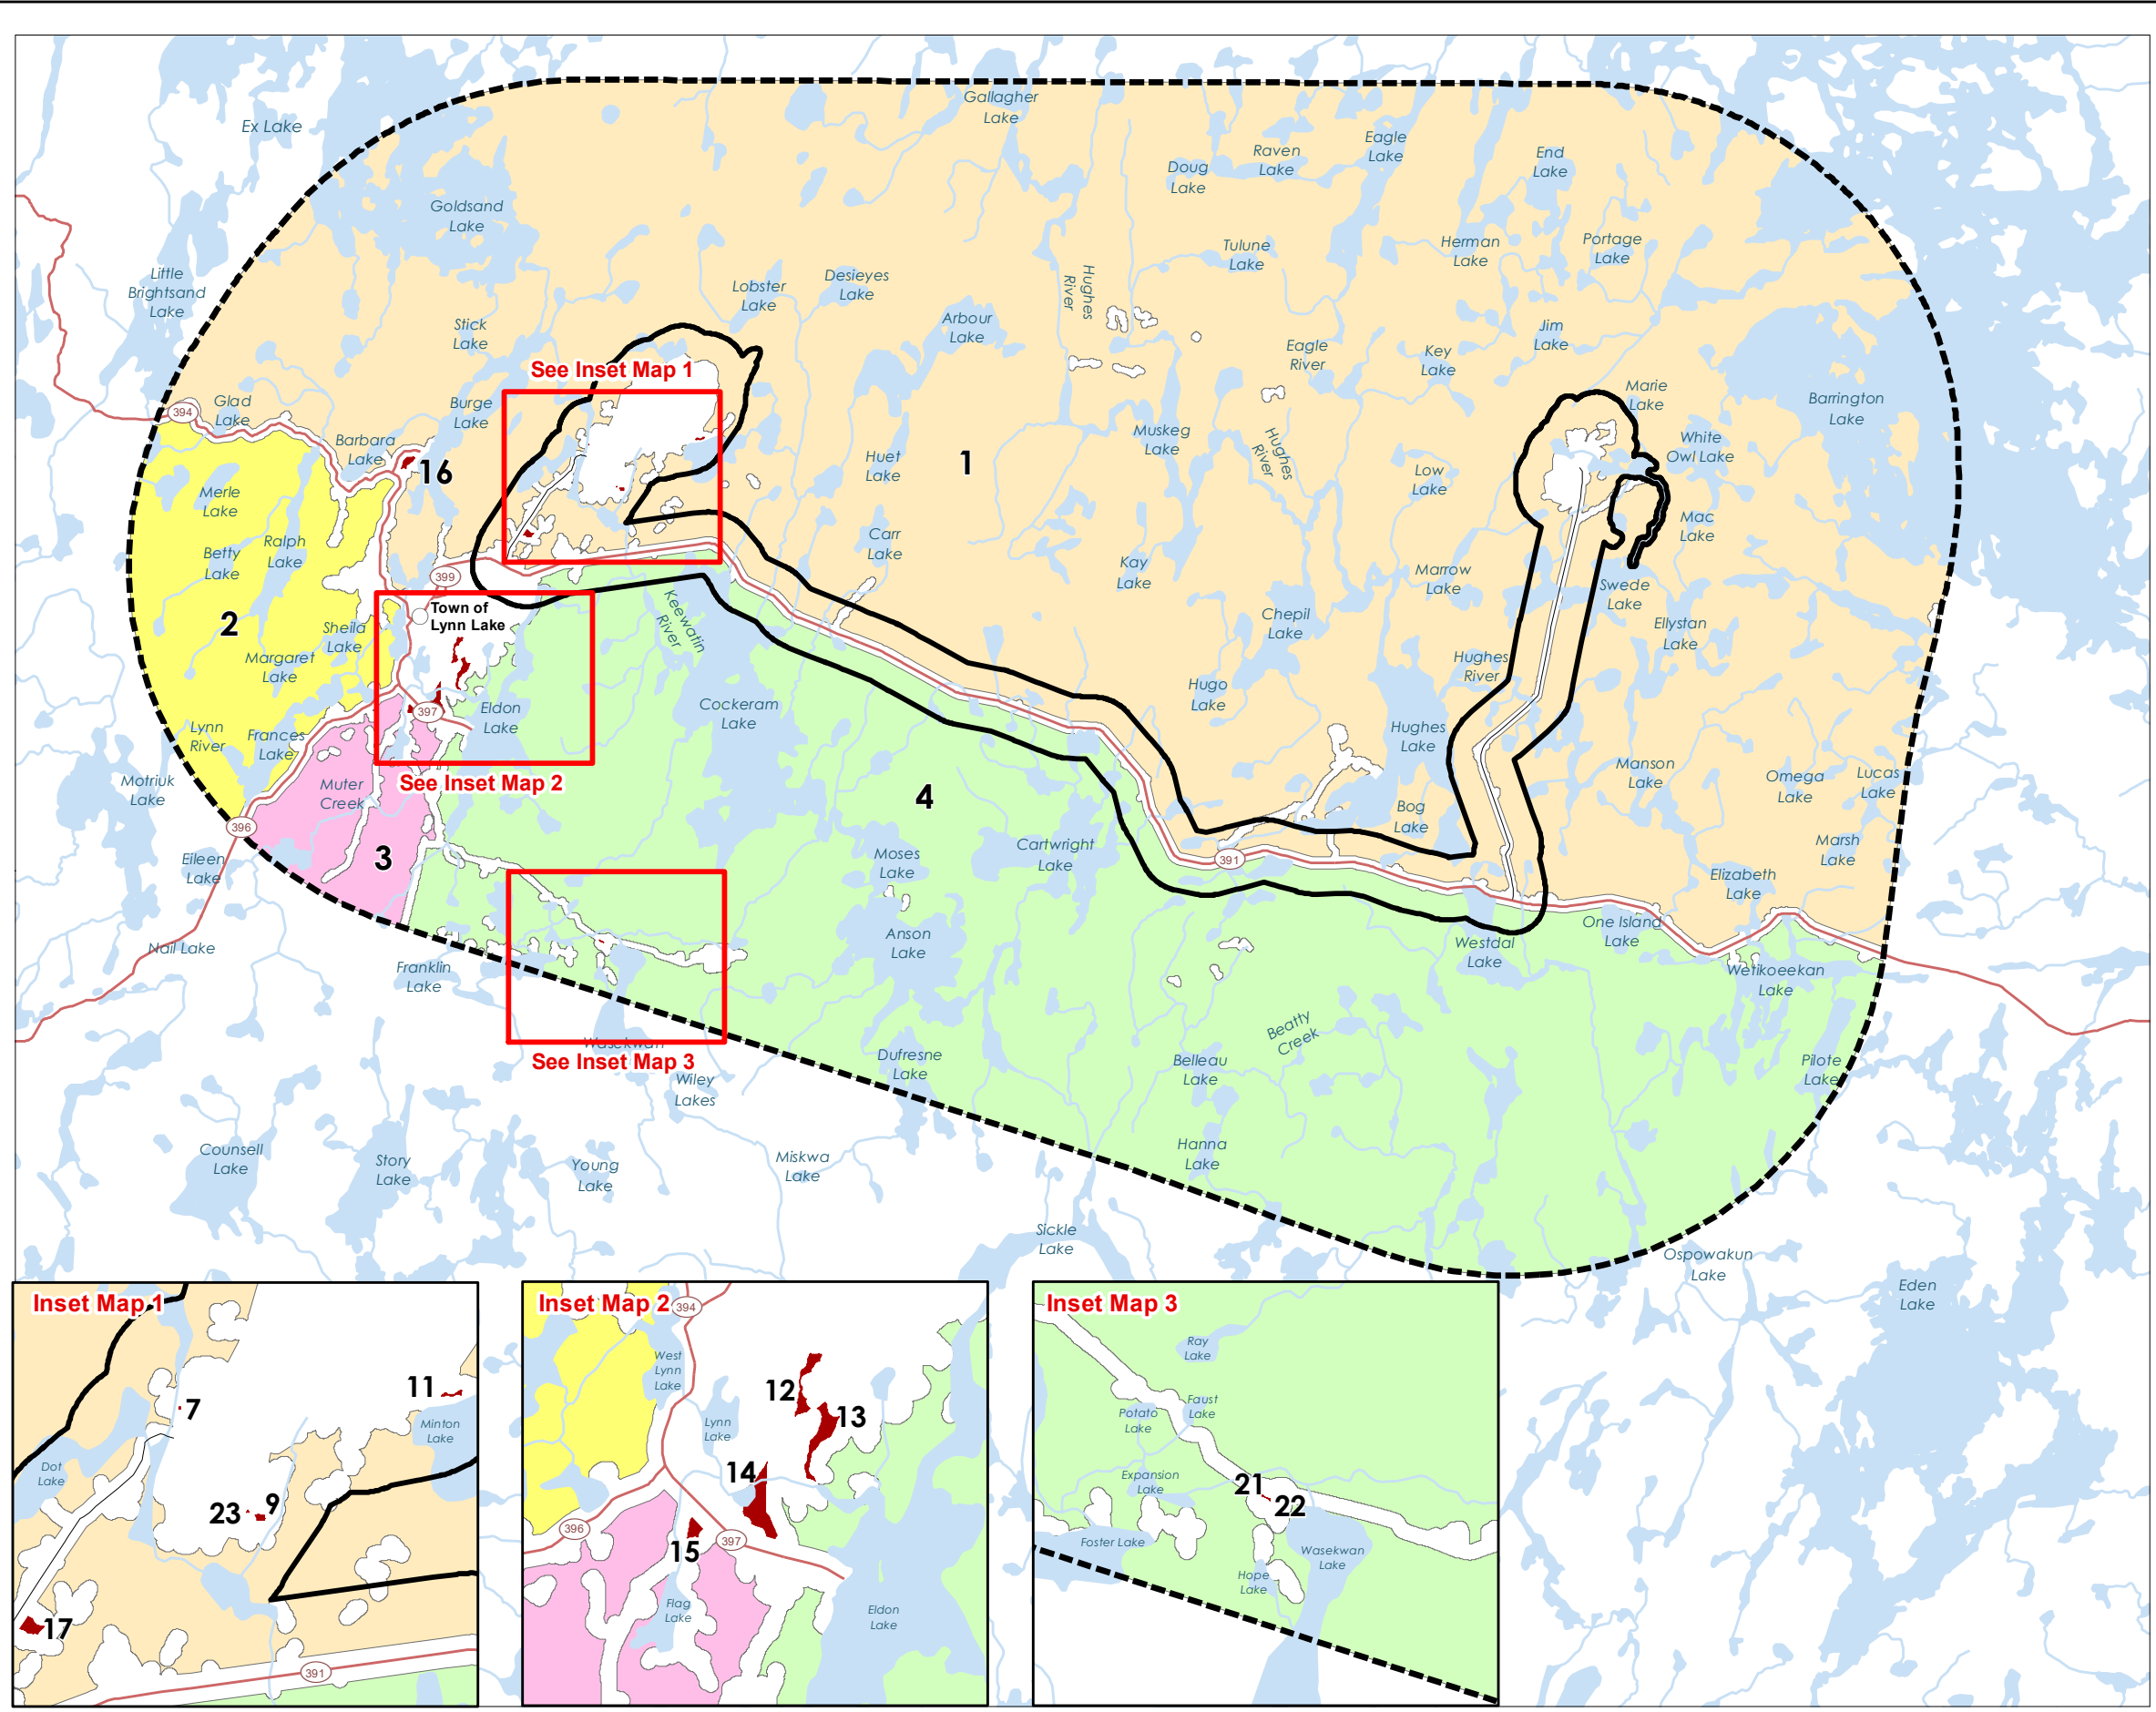 Gallagher
Lake
Ex Lake
Eagle
Lake
Raven
Lake
End
Lake
Doug
Lake
Goldsand
Lake
Tulune
Lake
Herman
Lake
Portage
Lake
Little
Brightsand
Lake
Lobster
Lake
Desieyes
Lake
Hughes
River
Arbour
Lake
Stick
Lake
Jim
Lake
Eagle
River
Key
Lake
See Inset Map 1
Marie
Lake
Barrington
Lake
394
Glad
Lake
Burge
Lake
Barbara
Lake
16
Muskeg
Lake
Hughes
River
White
Owl Lake
Huet
Lake
1
Low
Lake
Merle
Lake
Mac
Lake
Carr
Lake
Ralph
Lake
Betty
Lake
Kay
Lake
Marrow
Lake
399
Swede
Lake
Town of
Lynn Lake
Keewatin
River
Chepil
Lake
Ellystan
Lake
2
Sheila
Lake
Margaret
Lake
Hughes
River
Hugo
Lake
397
Eldon
Lake
Cockeram
Lake
Lynn
River
Frances
Lake
Hughes
Lake
Motriuk
Lake
Muter
Creek
See Inset Map 2
4
Manson
Lake
Omega
Lake
Lucas
Lake
Bog
Lake
396
3
Eileen
Lake
Moses
Lake
Cartwright
Lake
391
Marsh
Lake
Elizabeth
Lake
Nail Lake
Anson
Lake
One Island
Lake
Westdal
Lake
Franklin
Lake
Wetikoeekan
Lake
Beatty
Creek
Wasekwan
See Inset Map 3
Wiley
Lakes
Dufresne
Lake
Belleau
Lake
Pilote
Lake
Counsell
Lake
Story
Lake
Young
Lake
Miskwa
Lake
Hanna
Lake
Sickle
Lake
Ospowakun
Lake
Eden
Lake
Inset Map 1
11
7
Minton
Lake
Dot
Lake
23
9
17
391
Inset Map 2
394
West
Lynn
Lake
12
13
Lynn
Lake
14
396
397
15
Flag
Lake
Eldon
Lake
Inset Map 3
Ray
Lake
Faust
Lake
Potato
Lake
Expansion
Lake
21
22
Foster Lake
Wasekwan
Lake
Hope
Lake